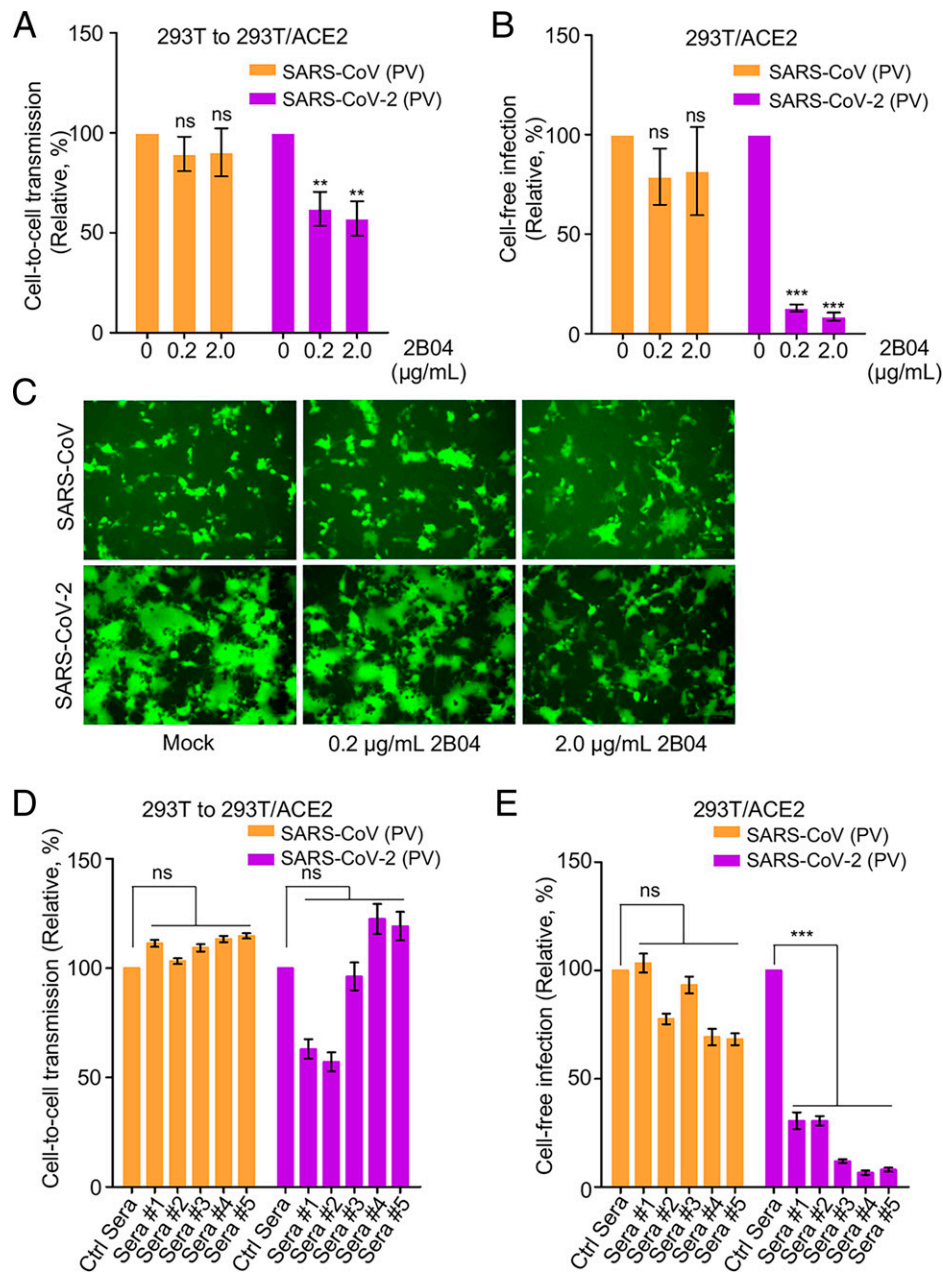 A
293T to 293T/ACE2
SARS-CoV (PV)
SARS-CoV-2 (PV)
Cell-to-cell transmission
(Relative, %)
150
100
50
0
ns
ns
**
**
0
0.2
2.0
0
0.2
2.0
2B04
(µg/mL)
B
293T/ACE2
SARS-CoV (PV)
SARS-CoV-2 (PV)
Cell-free infection
(Relative, %)
150
100
50
0
ns
ns
***
***
0
0.2
2.0
0
0.2
2.0
2B04
(µg/mL)
C
SARS-CoV
SARS-CoV-2
Mock
0.2 µg/mL 2B04
2.0 µg/mL 2B04
D
293T to 293T/ACE2
SARS-CoV (PV)
SARS-CoV-2 (PV)
Cell-to-cell transmission (Relative, %)
150
100
50
0
ns
ns
Ctrl Sera
Sera #1
Sera #2
Sera #3
Sera #4
Sera #5
Ctrl Sera
Sera #1
Sera #2
Sera #3
Sera #4
Sera #5
E
293T/ACE2
SARS-CoV (PV)
SARS-CoV-2 (PV)
Cell-free infection (Relative, %)
150
100
50
0
ns
***
Ctrl Sera
Sera #1
Sera #2
Sera #3
Sera #4
Sera #5
Ctrl Sera
Sera #1
Sera #2
Sera #3
Sera #4
Sera #5